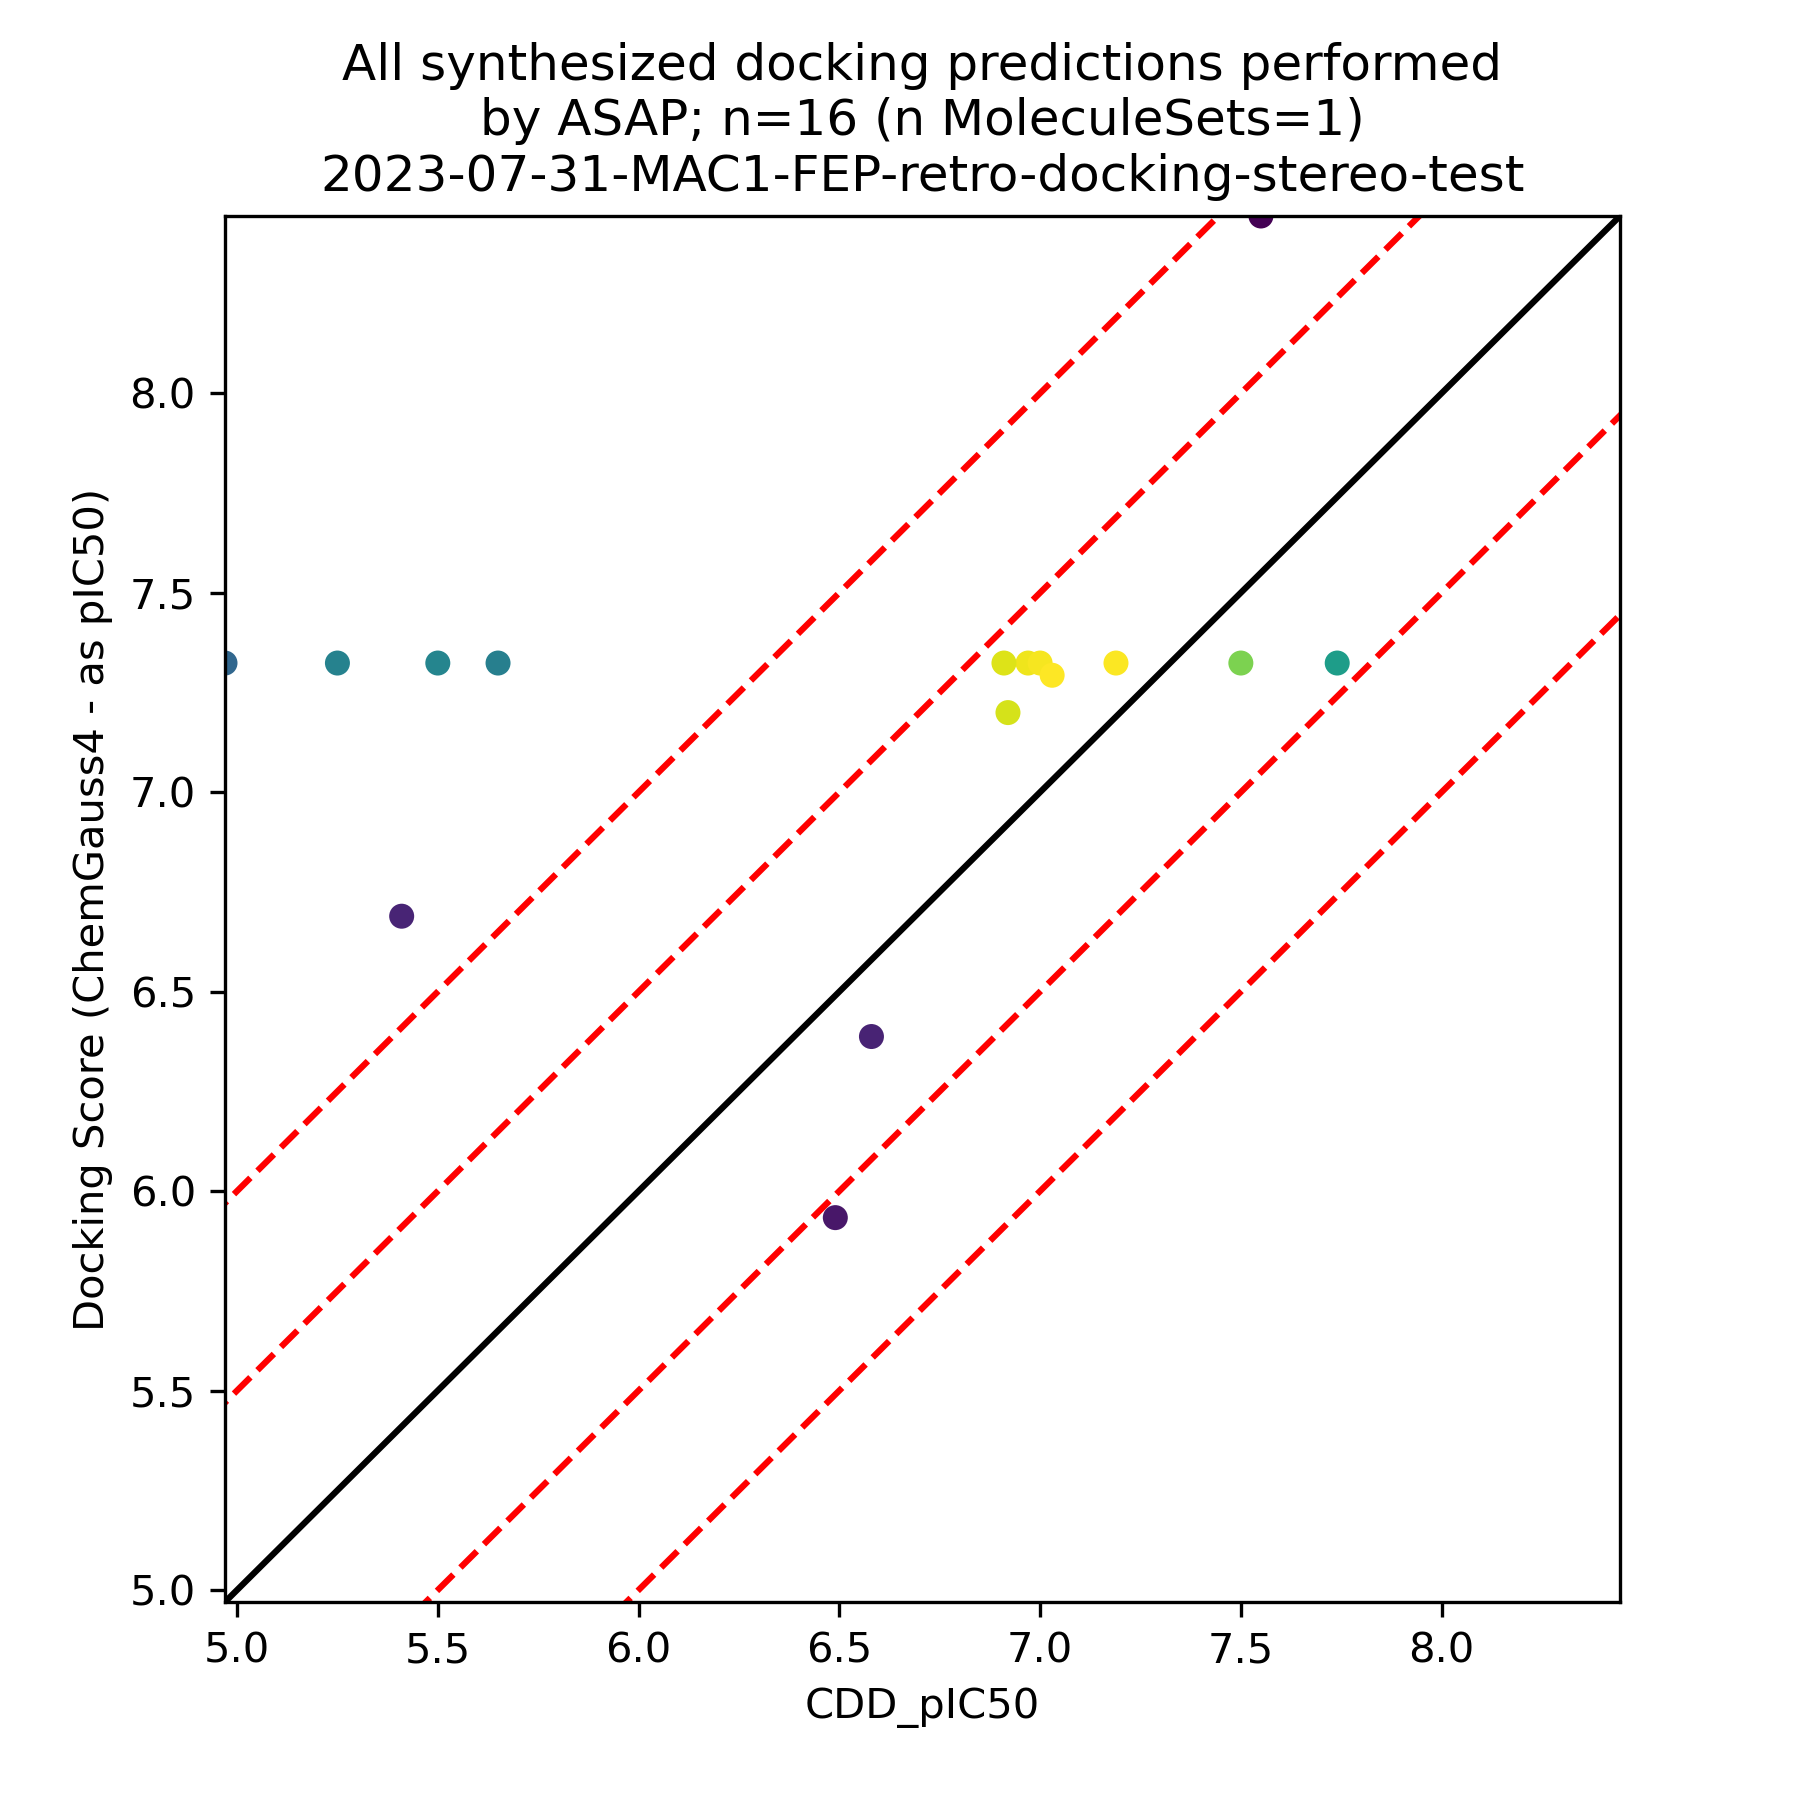 All synthesized docking predictions performed
by ASAP; n=16 (n MoleculeSets=1)
2023-07-31-MAC1-FEP-retro-docking-stereo-test
Docking Score (ChemGauss4 - as pIC50)
8.0
7.5
7.0
6.5
6.0
5.5
5.0
5.0 5.5 6.0 6.5 7.0 7.5 8.0
CDD_pIC50